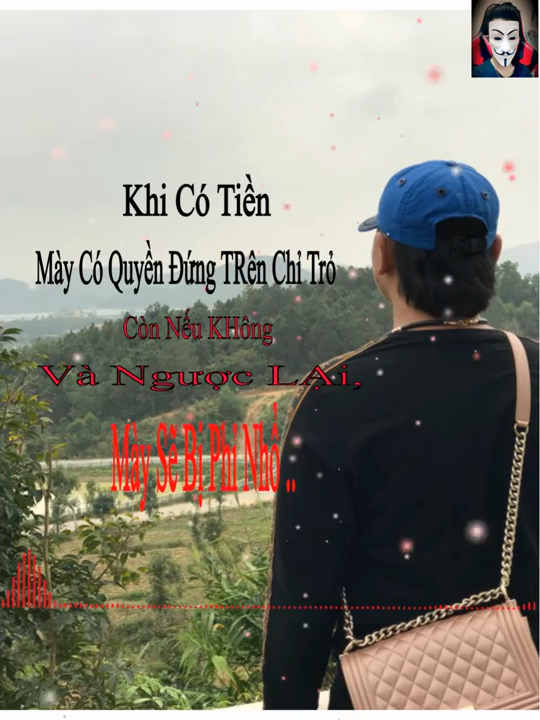 Khi Có Tiền
Mày Có Quyền Đứng TRên Chỉ Trỏ
Còn Nếu KHông
Và Ngược LẠi,
Mày Sẽ Bị Phỉ Nhổ ..